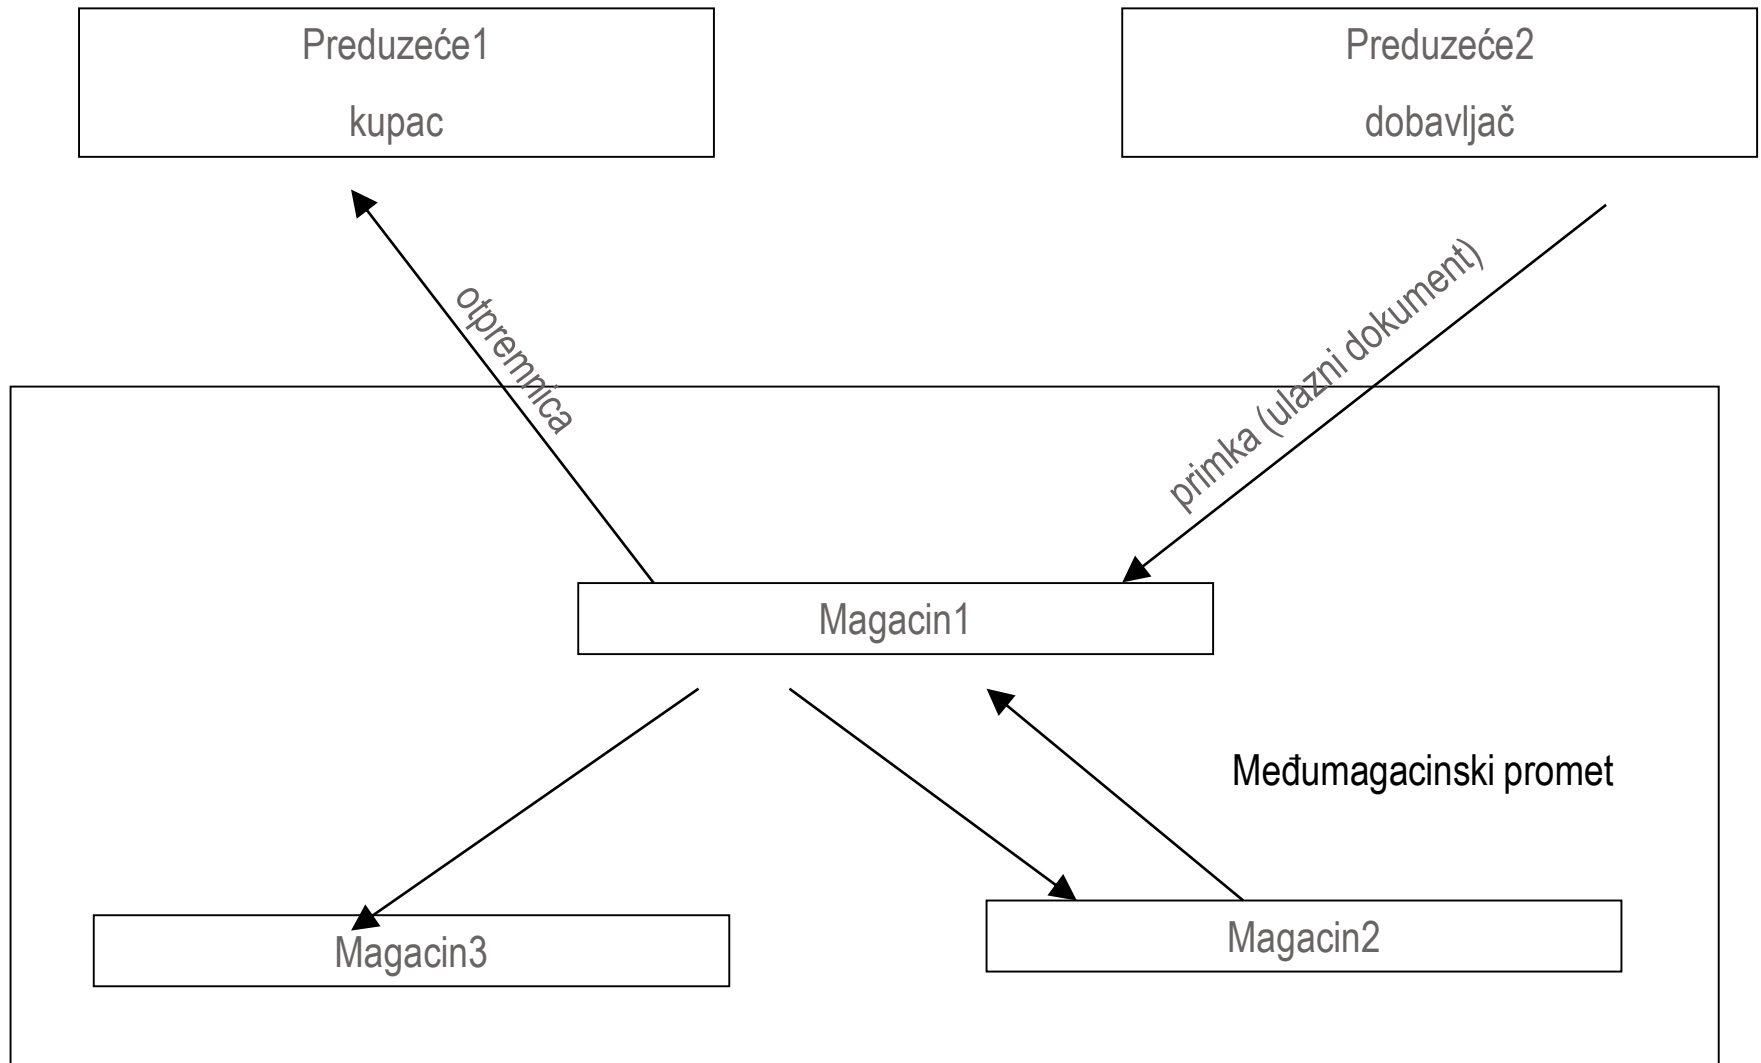 Preduzeće1
kupac
Preduzeće2
dobavljač
otpremnica
primka (ulazni dokument)
Magacin1
Međumagacinski promet
Magacin3
Magacin2